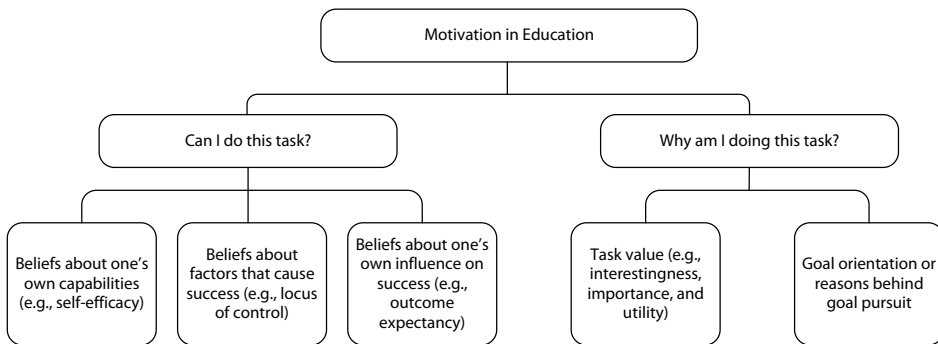 Motivation in Education
Can I do this task?
Why am I doing this task?
Beliefs about one's
own capabilities
(e.g., self-efficacy)
Beliefs about
factors that cause
success (e.g., locus
of control)
Beliefs about one's
own influence on
success (e.g.,
outcome
expectancy)
Task value (e.g.,
interestingness,
importance, and
utility)
Goal orientation or
reasons behind
goal pursuit